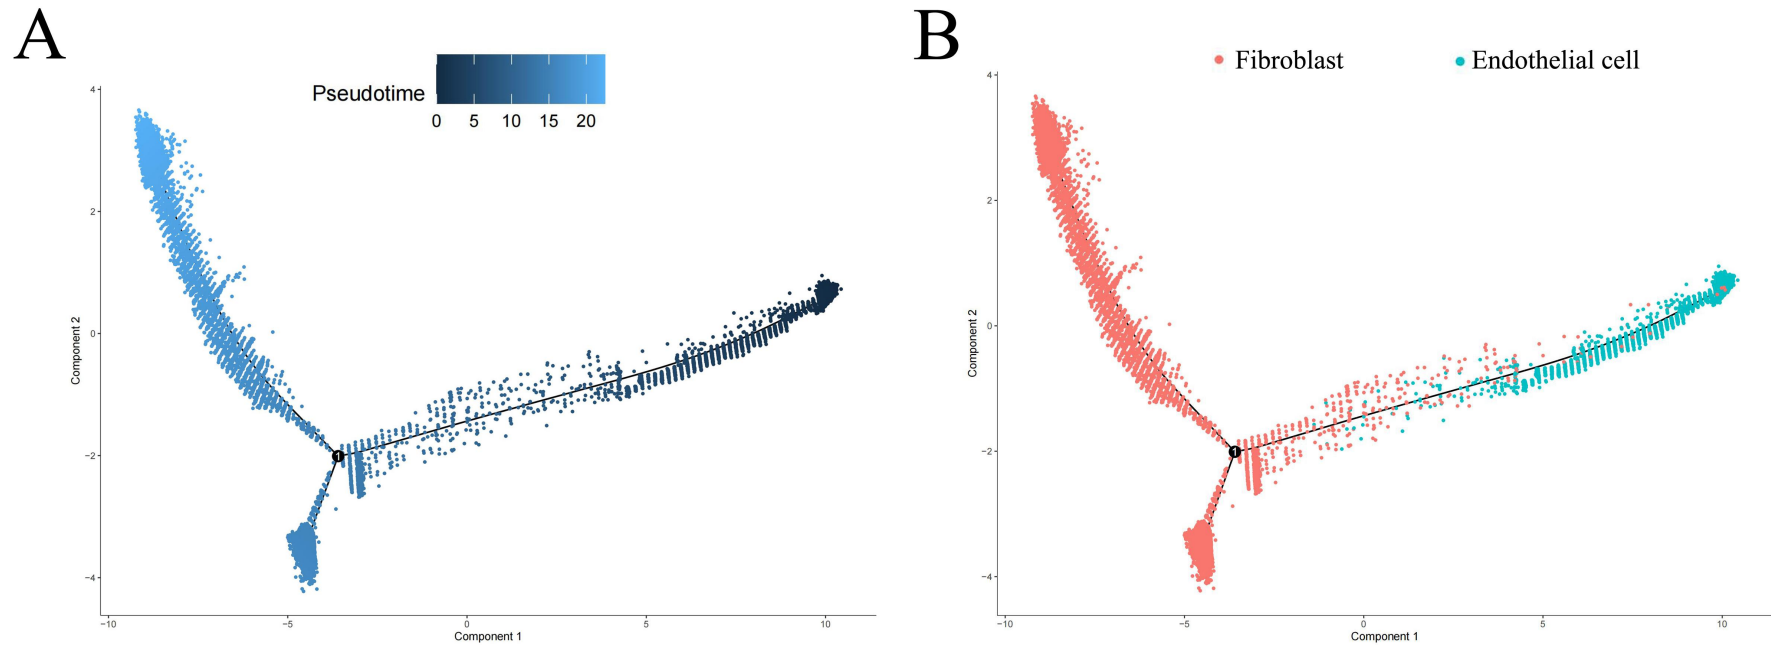 A
Pseudotime
0 5 10 15 20
4
2
0
−2
−4
Component 2
1
−10 −5 0 5 10
Component 1
B
Fibroblast
Endothelial cell
4
2
0
−2
−4
Component 2
1
−10 −5 0 5 10
Component 1